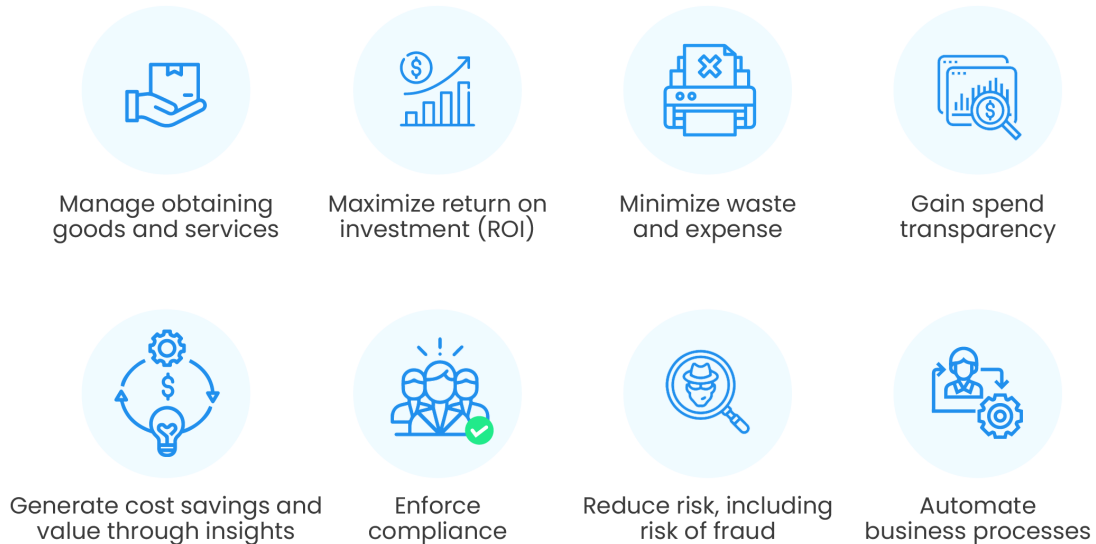 Manage obtaining
goods and services
Maximize return on
investment (ROI)
Minimize waste
and expense
Gain spend
transparency
Generate cost savings and
value through insights
Enforce
compliance
Reduce risk, including
risk of fraud
Automate
business processes